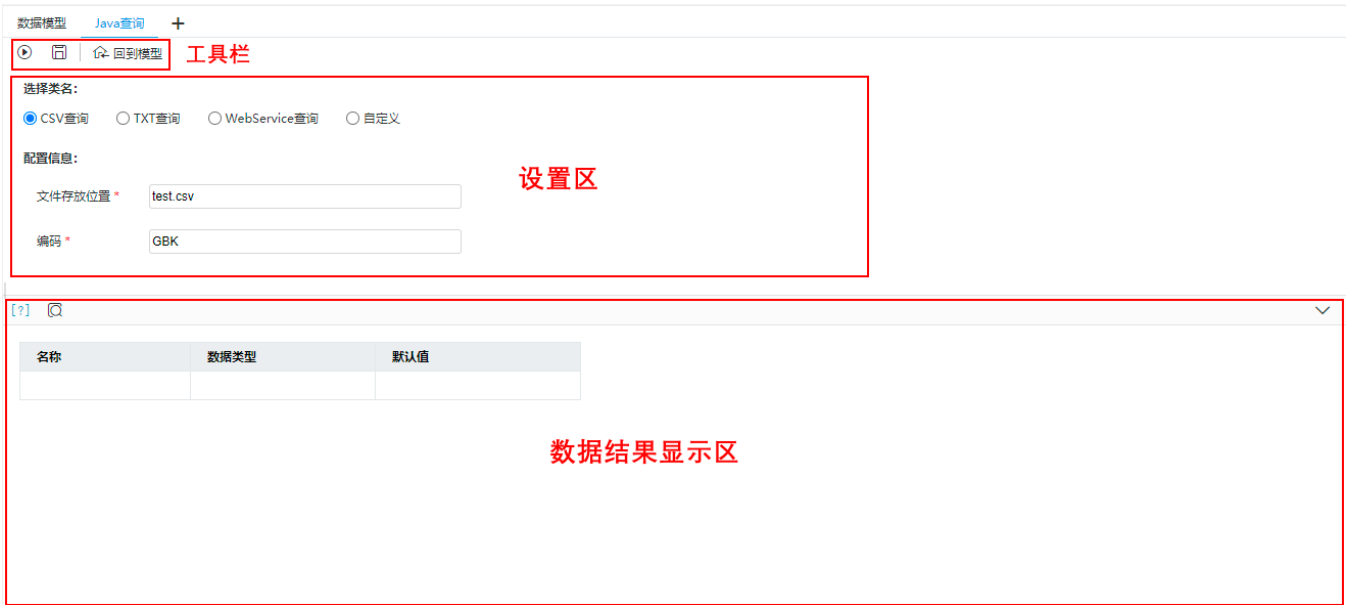 数据模型 Java查询 +
回到模型 工具栏
选择类名：
CSV查询 TXT查询 WebService查询 自定义
配置信息：
设置区
文件存放位置 * test.csv
编码 * GBK
[?]
名称 数据类型 默认值
数据结果显示区